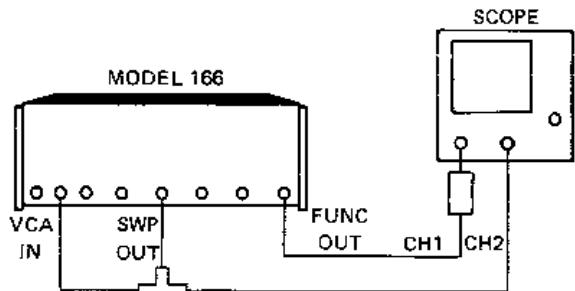 SCOPE
MODEL 166
VCA
IN
SWP
OUT
FUNC
OUT
CH1
CH2